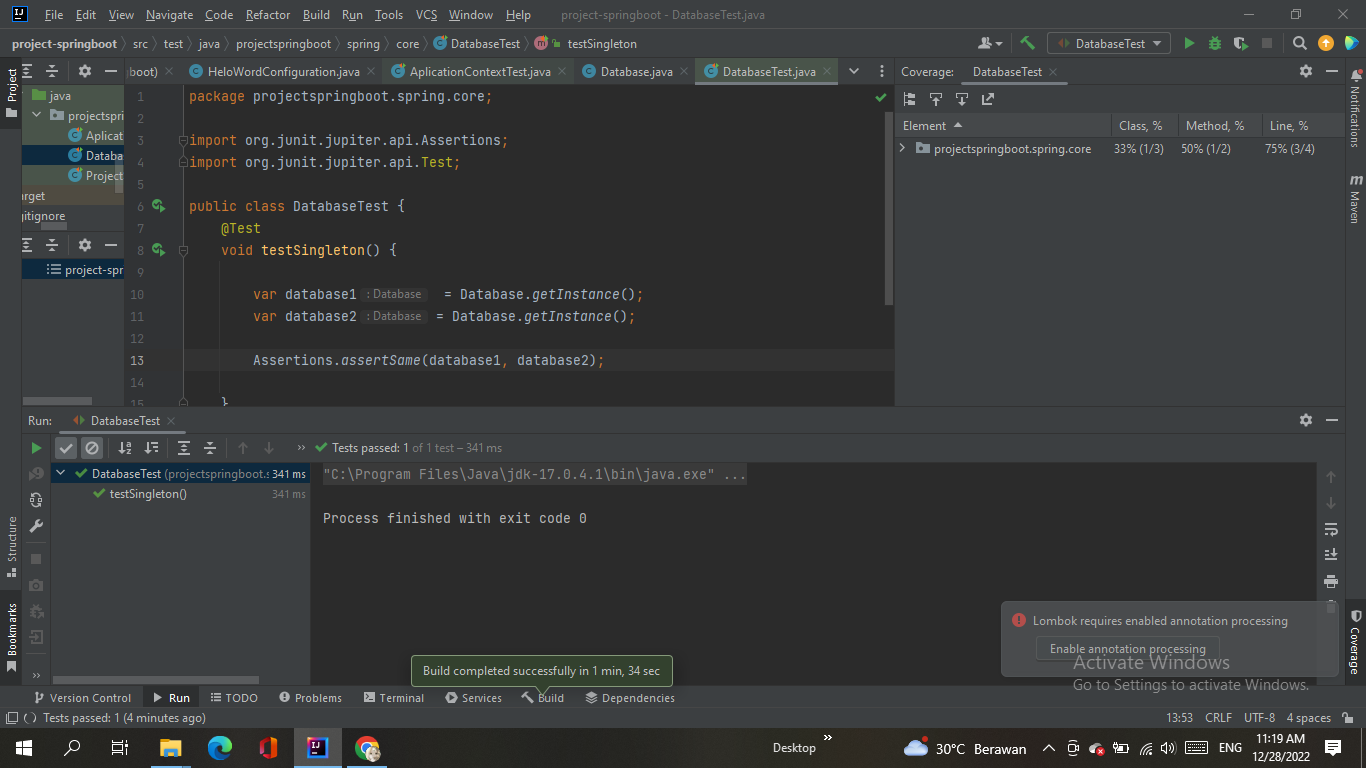 File Edit View Navigate Code Refactor Build Run Tools VCS Window Help project-springboot - DatabaseTest.java
project-springboot src test java projectspringboot spring core DatabaseTest testSingleton DatabaseTest
Project
boot) HeloWordConfiguration.java AplicationContextTest.java Database.java DatabaseTest.java
Coverage: DatabaseTest
Notifications
Maven
java
projectspri
Aplicat
Databa
Project
arget
gitignore
project-spr
1 package projectspringboot.spring.core;
2
3 import org.junit.jupiter.api.Assertions;
4 import org.junit.jupiter.api.Test;
5
6 public class DatabaseTest {
7 @Test
8 void testSingleton() {
9
10 var database1 : Database = Database.getInstance();
11 var database2 : Database = Database.getInstance();
12
13 Assertions.assertSame(database1, database2);
14
15 }
Element Class, % Method, % Line, %
projectspringboot.spring.core 33% (1/3) 50% (1/2) 75% (3/4)
Run: DatabaseTest
Tests passed: 1 of 1 test – 341 ms
DatabaseTest (projectspringboot.s 341 ms
testSingleton() 341 ms
"C:\Program Files\Java\jdk-17.0.4.1\bin\java.exe" ...
Process finished with exit code 0
Structure
Bookmarks
Coverage
Lombok requires enabled annotation processing
Enable annotation processing
Activate Windows
Go to Settings to activate Windows.
Build completed successfully in 1 min, 34 sec
Version Control Run TODO Problems Terminal Services Build Dependencies
Tests passed: 1 (4 minutes ago) 13:53 CRLF UTF-8 4 spaces
Desktop 30°C Berawan ENG 11:19 AM
12/28/2022